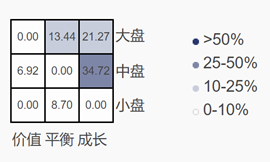 0.00 13.44 21.27 大盘
6.92 0.00 34.72 中盘
0.00 8.70 0.00 小盘
价值 平衡 成长
>50%
25-50%
10-25%
0-10%